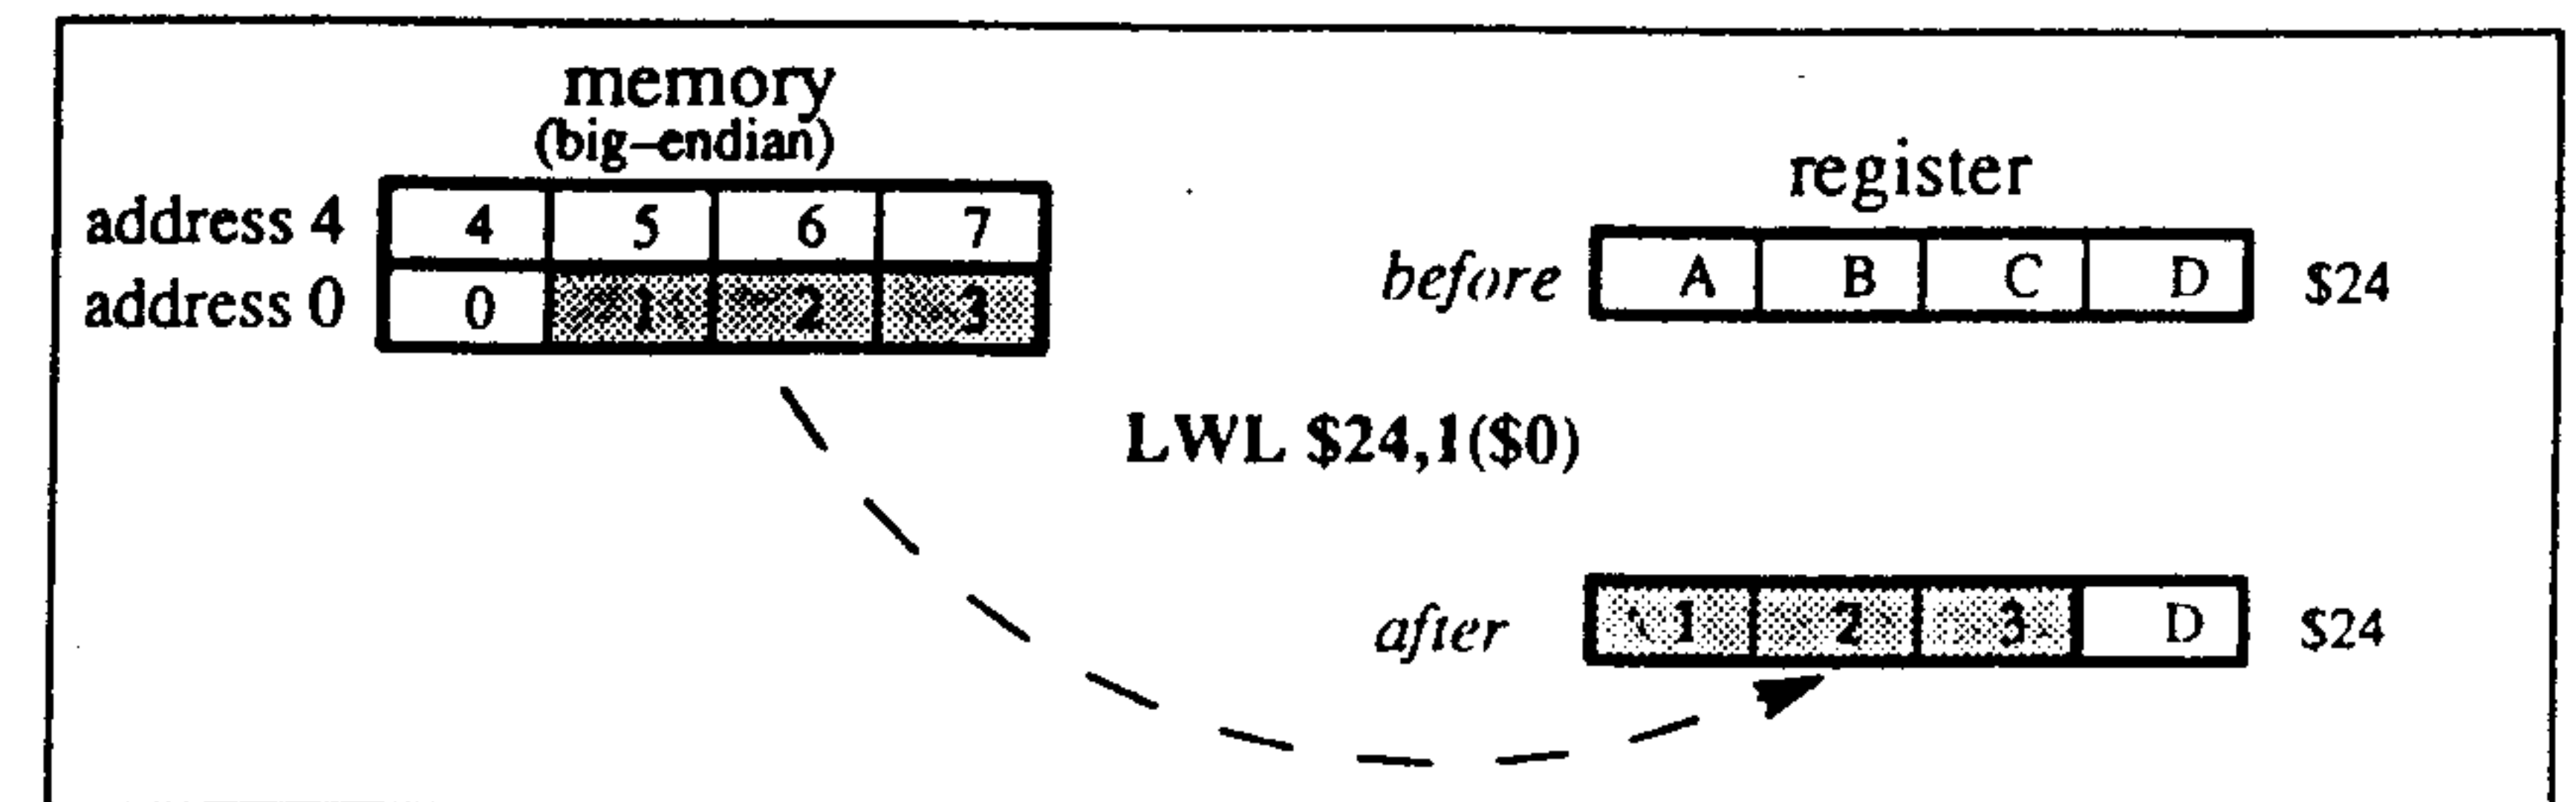 memory
(big–endian)
address 4 4 5 6 7
address 0 0 1 2 3
register
before A B C D $24
LWL $24,1($0)
after 1 2 3 D $24